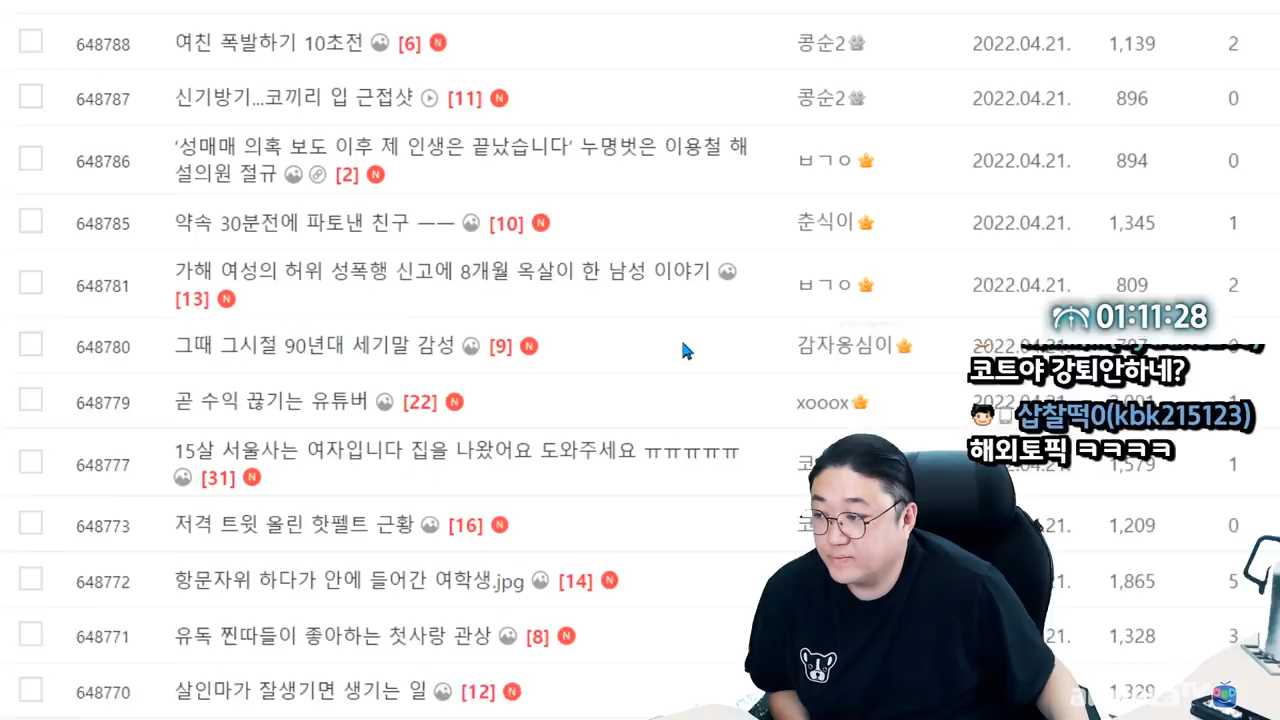 648788 여친 폭발하기 10초전 [6] N 콩순2 2022.04.21. 1,139 2
648787 신기방기...코끼리 입 근접샷 [11] N 콩순2 2022.04.21. 896 0
‘성매매 의혹 보도 이후 제 인생은 끝났습니다’ 누명벗은 이용철 해
648786 설의원 절규 [2] N ㅂㄱㅇ 2022.04.21. 894 0
648785 약속 30분전에 파토낸 친구 ㅡㅡ [10] N 춘식이 2022.04.21. 1,345 1
가해 여성의 허위 성폭행 신고에 8개월 옥살이 한 남성 이야기
648781 [13] N ㅂㄱㅇ 2022.04.21. 809 2
01:11:28
648780 그때 그시절 90년대 세기말 감성 [9] N 감자옹심이 2022.04.21.
코트야 강퇴안하네?
648779 곧 수익 끊기는 유튜버 [22] N xooox
삽찰떡0(kbk215123)
15살 서울사는 여자입니다 집을 나왔어요 도와주세요 ㅠㅠㅠㅠㅠ
해외토픽 ㅋㅋㅋㅋ
648777 [31] N 1,579 1
648773 저격 트윗 올린 핫펠트 근황 [16] N 21. 1,209 0
648772 항문자위 하다가 안에 들어간 여학생.jpg [14] N 1. 1,865 5
648771 유독 찐따들이 좋아하는 첫사랑 관상 [8] N 21. 1,328 3
648770 살인마가 잘생기면 생기는 일 [12] N 1,329